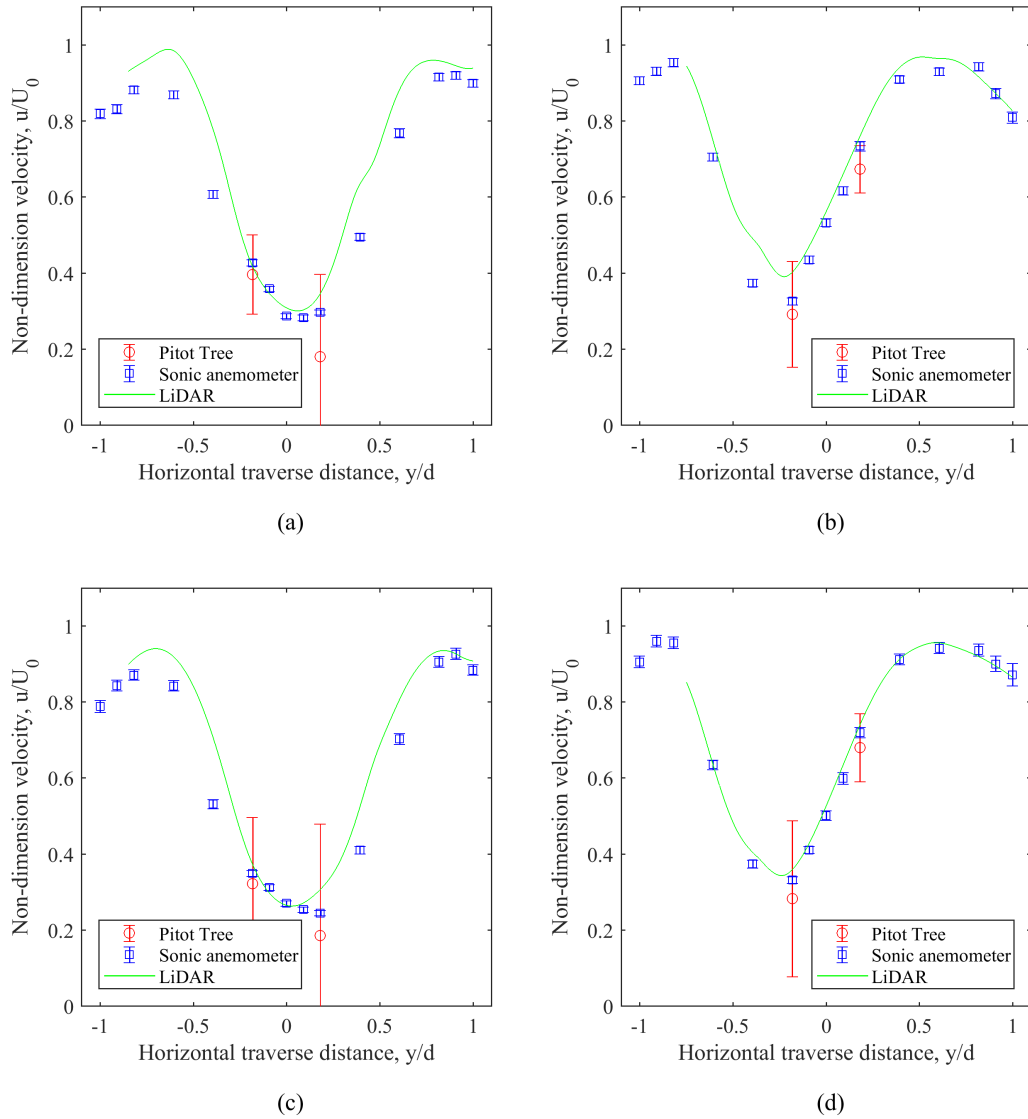 1
0.8
0.6
0.4
0.2
0
Non-dimension velocity, u/U0
Pitot Tree
Sonic anemometer
LiDAR
-1 -0.5 0 0.5 1
Horizontal traverse distance, y/d
(a)
1
0.8
0.6
0.4
0.2
0
Non-dimension velocity, u/U0
Pitot Tree
Sonic anemometer
LiDAR
-1 -0.5 0 0.5 1
Horizontal traverse distance, y/d
(b)
1
0.8
0.6
0.4
0.2
0
Non-dimension velocity, u/U0
Pitot Tree
Sonic anemometer
LiDAR
-1 -0.5 0 0.5 1
Horizontal traverse distance, y/d
(c)
1
0.8
0.6
0.4
0.2
0
Non-dimension velocity, u/U0
Pitot Tree
Sonic anemometer
LiDAR
-1 -0.5 0 0.5 1
Horizontal traverse distance, y/d
(d)